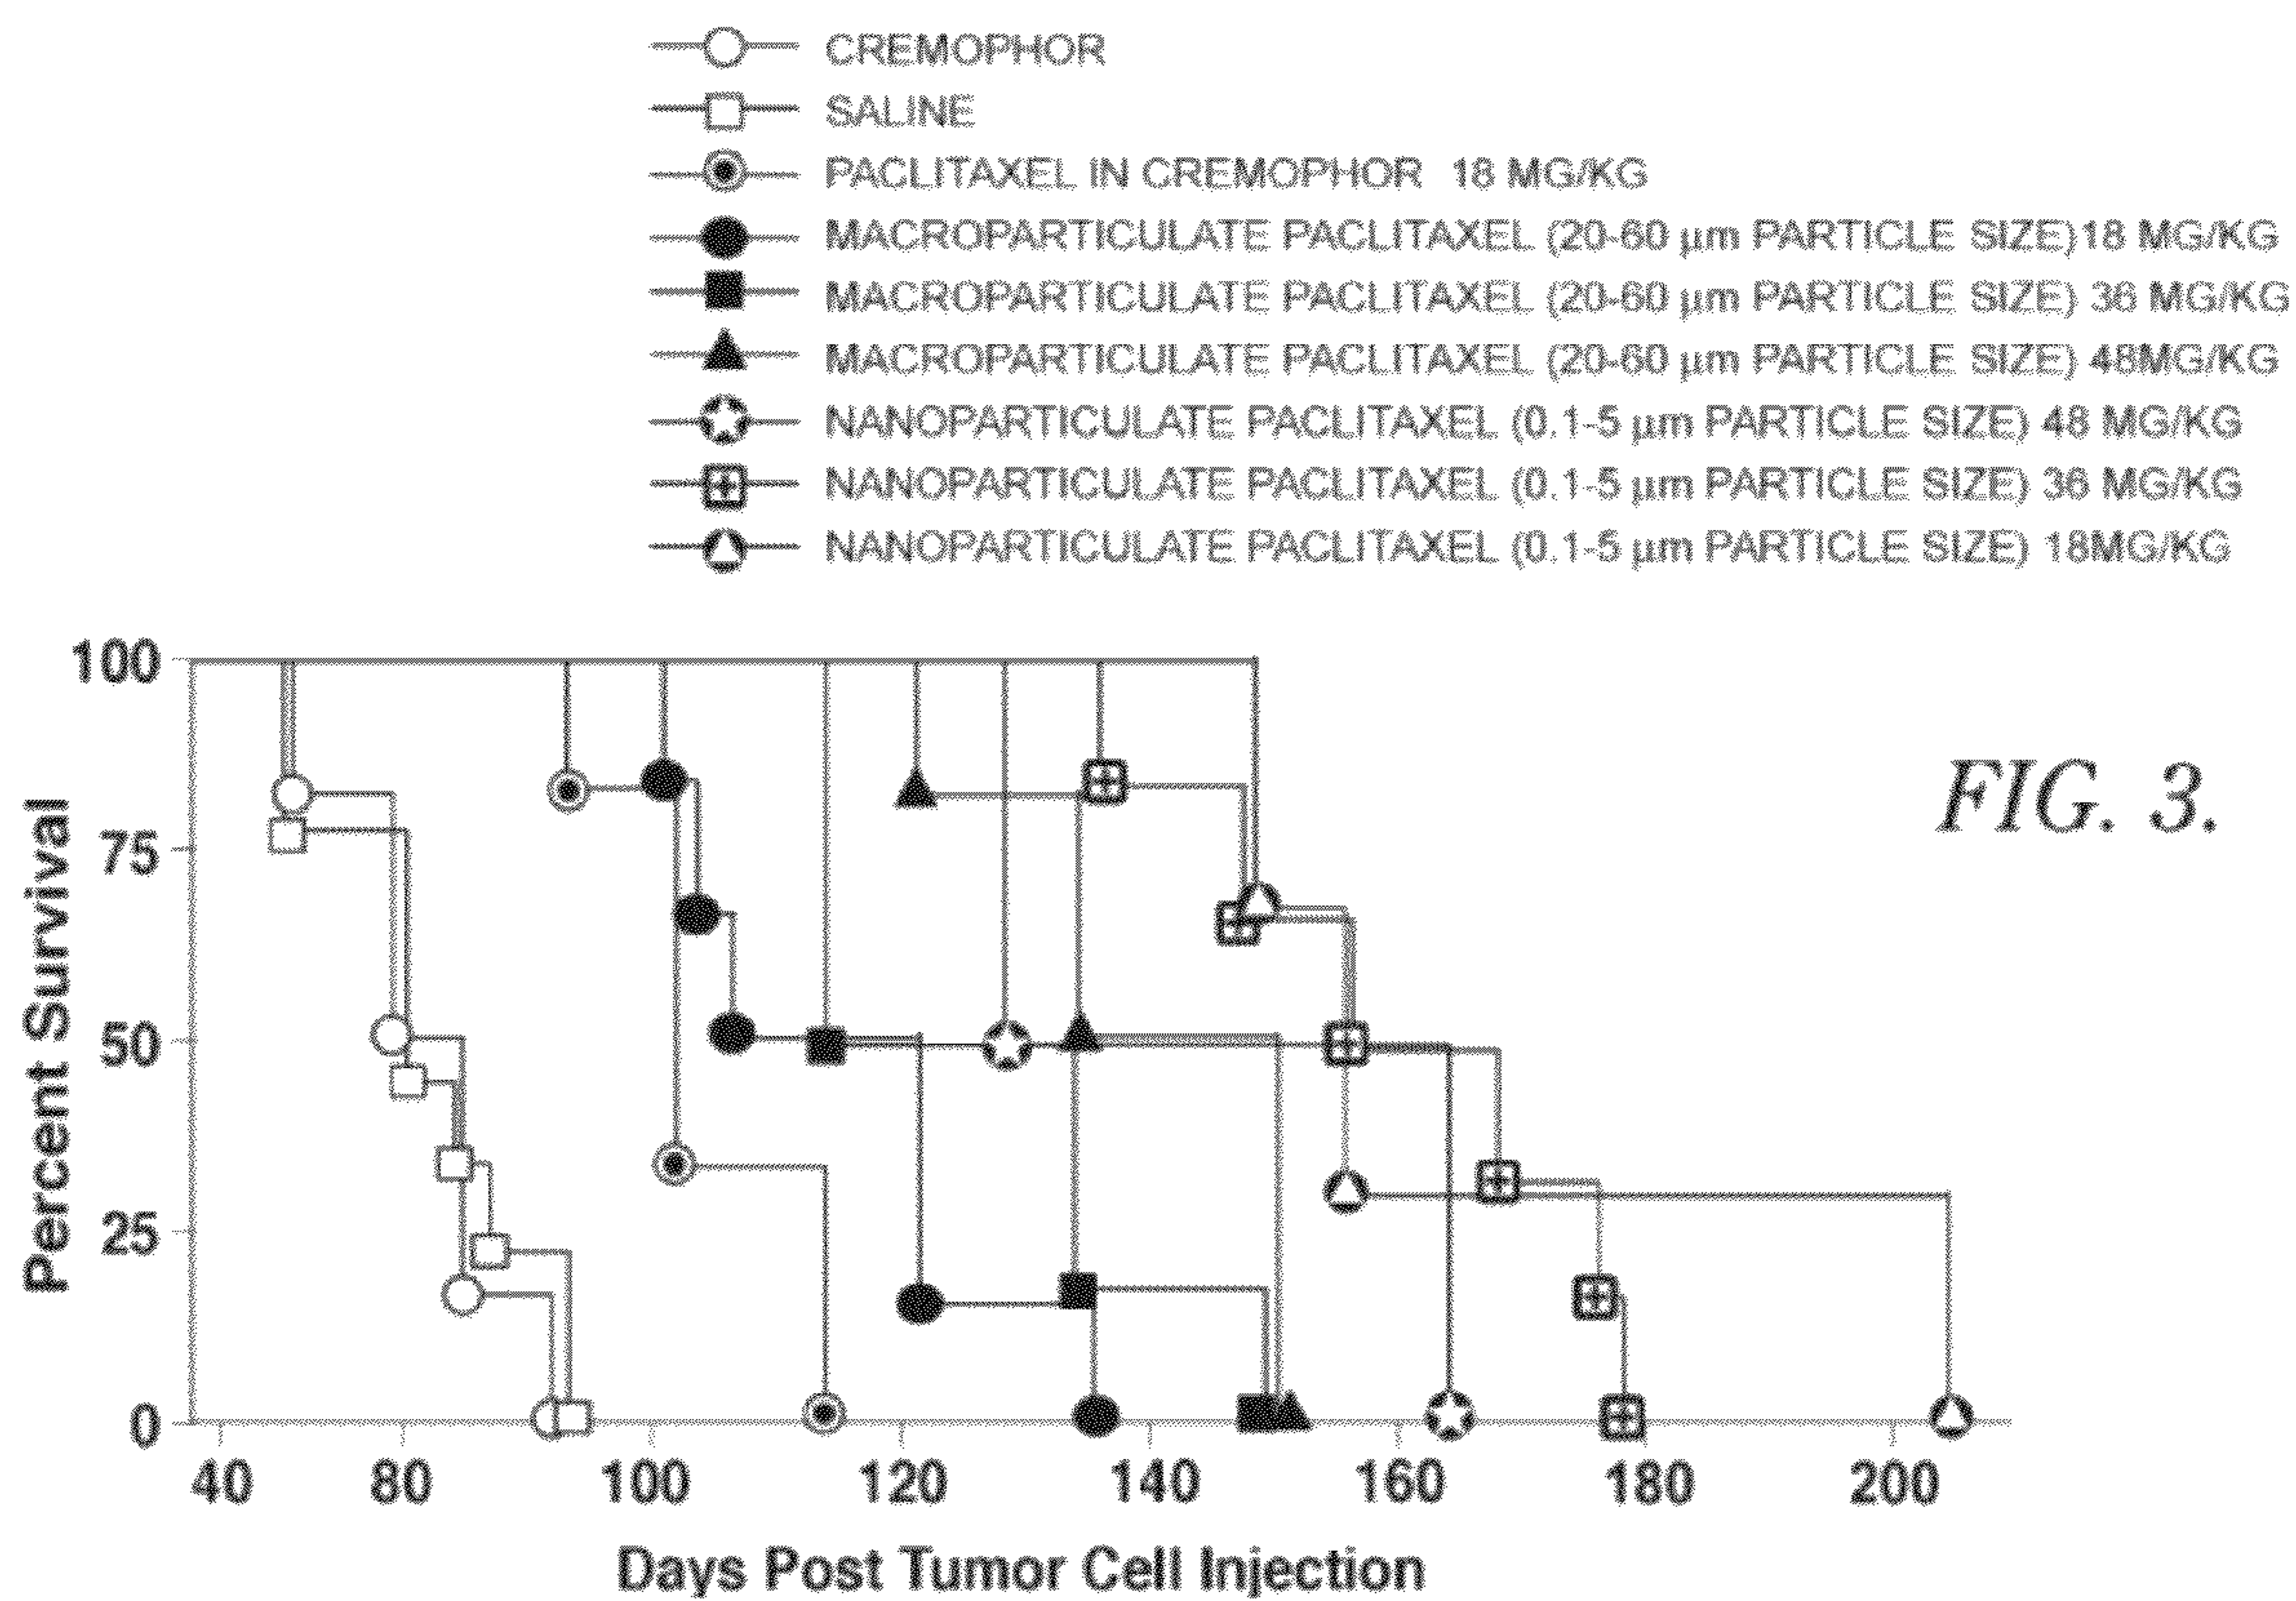 CREMOPHOR
SALINE
PACLITAXEL IN CREMOPHOR 18 MG/KG
MACROPARTICULATE PACLITAXEL (20-60 μm PARTICLE SIZE)18 MG/KG
MACROPARTICULATE PACLITAXEL (20-60 μm PARTICLE SIZE) 36 MG/KG
MACROPARTICULATE PACLITAXEL (20-60 μm PARTICLE SIZE) 48MG/KG
NANOPARTICULATE PACLITAXEL (0.1-5 μm PARTICLE SIZE) 48 MG/KG
NANOPARTICULATE PACLITAXEL (0.1-5 μm PARTICLE SIZE) 36 MG/KG
NANOPARTICULATE PACLITAXEL (0.1-5 μm PARTICLE SIZE) 18MG/KG
FIG. 3.
Percent Survival
100
75
50
25
0
40 80 100 120 140 160 180 200
Days Post Tumor Cell Injection